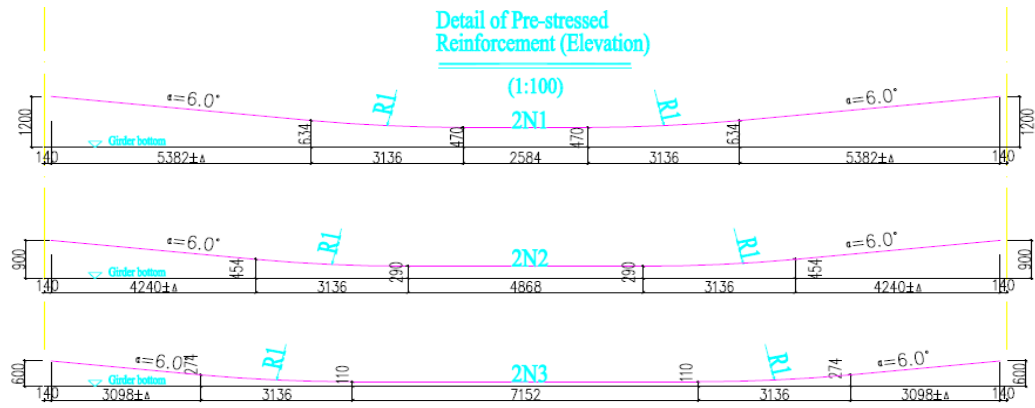 Detail of Pre-stressed
Reinforcement (Elevation)
(1:100)
α=6.0° R1 R1 α=6.0°
1200 634 470 2N1 470 634 1200
Girder bottom
140 5382±Δ 3136 2584 3136 5382±Δ 140
α=6.0° R1 R1 α=6.0°
900 454 290 2N2 290 454 900
Girder bottom
140 4240±Δ 3136 4868 3136 4240±Δ 140
α=6.0° R1 R1 α=6.0°
600 274 110 2N3 110 274 600
Girder bottom
140 3098±Δ 3136 7152 3136 3098±Δ 140